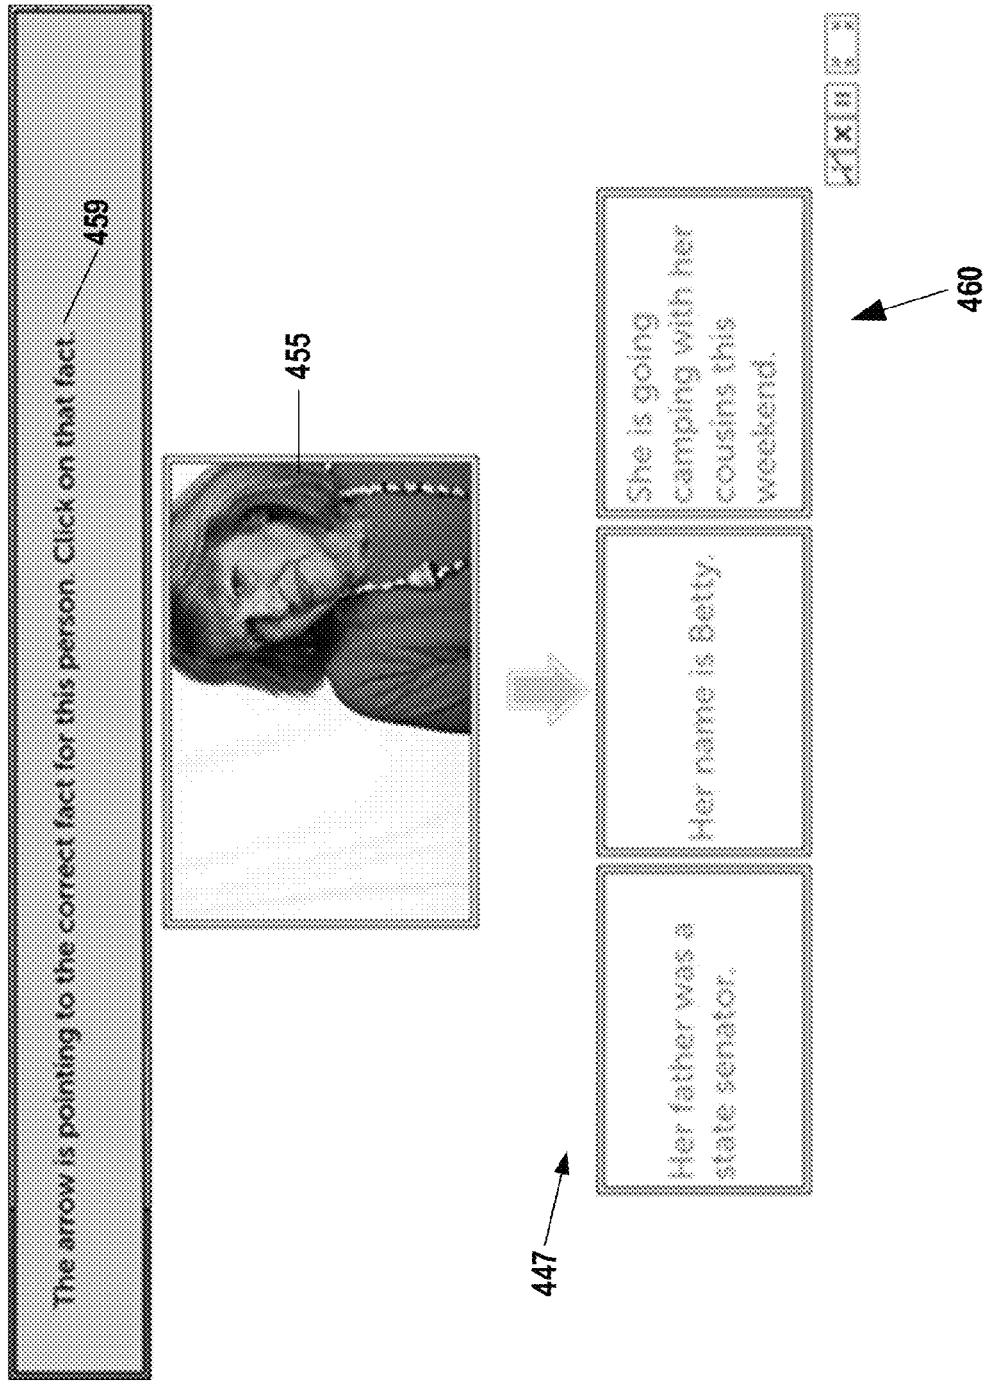 The arrow is pointing to the correct fact for this person. Click on that fact.
459
455
447
Her father was a
state senator.
Her name is Betty.
She is going
camping with her
cousins this
weekend.
460